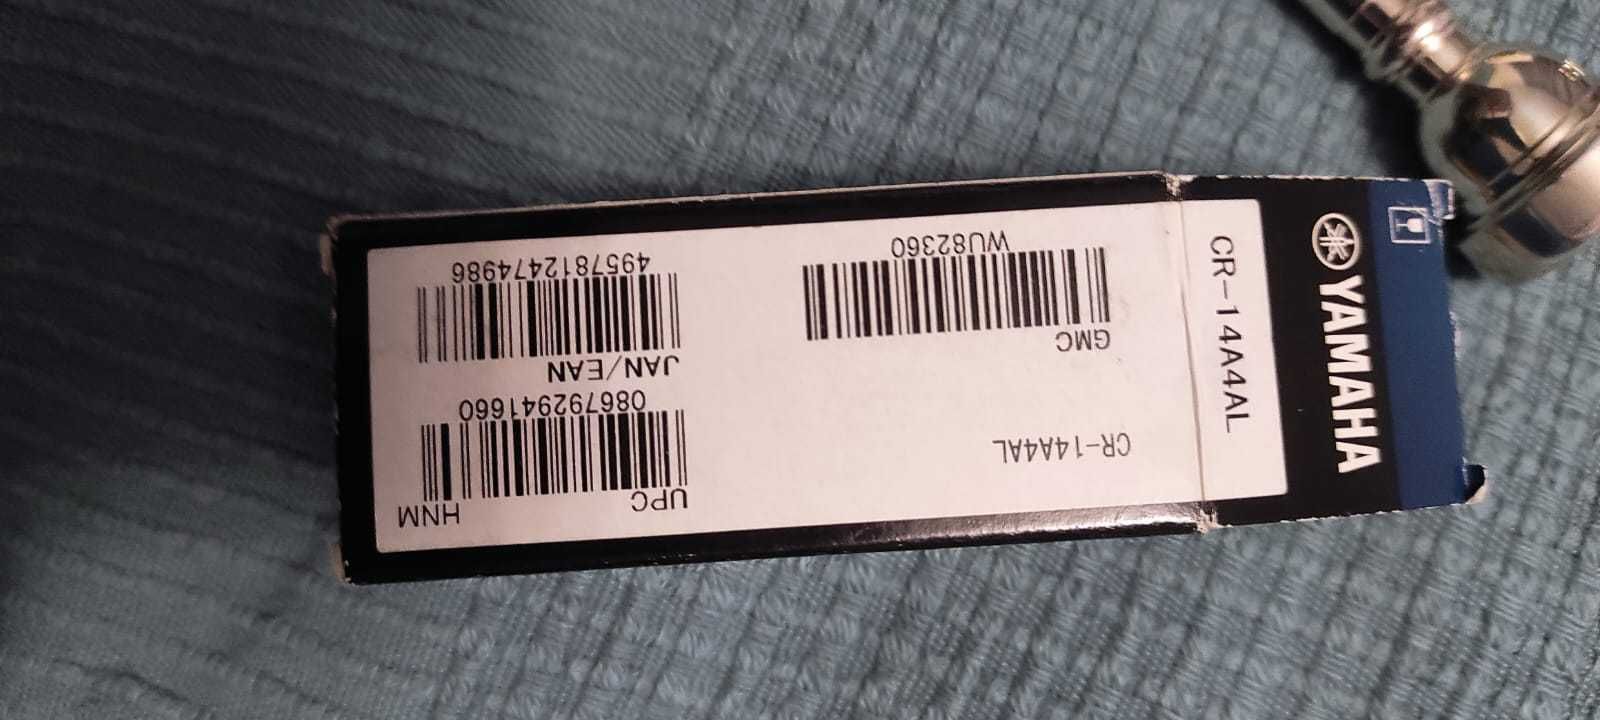 YAMAHA
CR-14A4AL
CR-14A4AL
UPC HNM
086792941660
GMC
WU82360
JAN/EAN
4957812474986